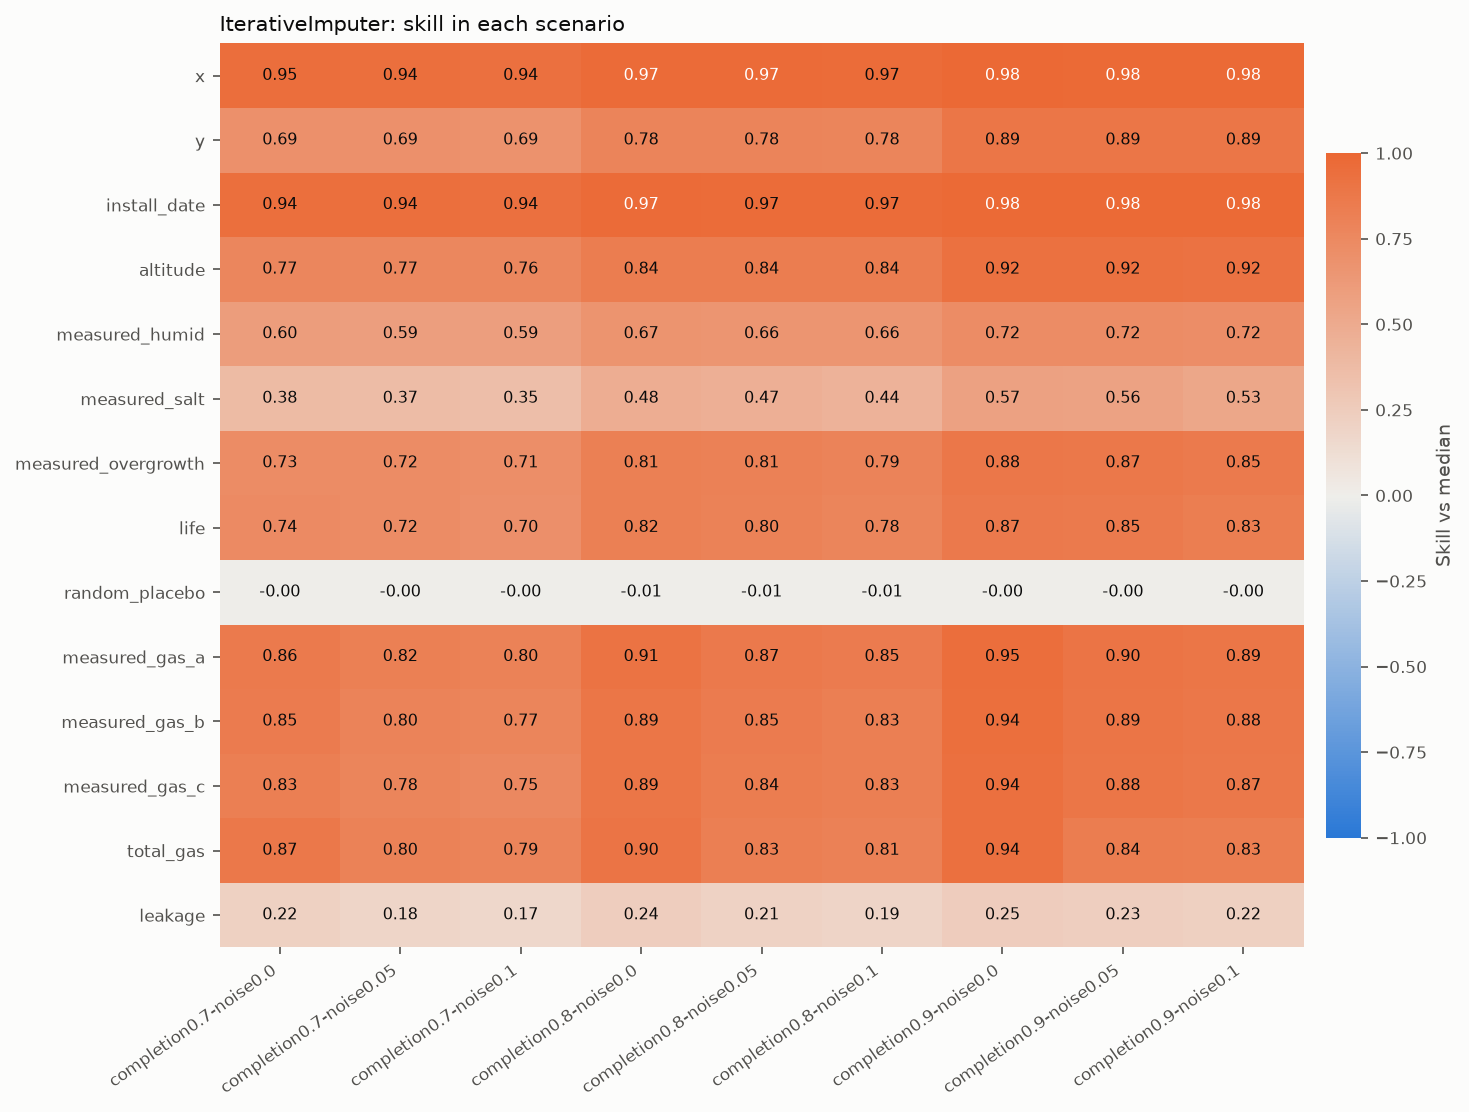 IterativeImputer: skill in each scenario
x 0.95 0.94 0.94 0.97 0.97 0.97 0.98 0.98 0.98
y 0.69 0.69 0.69 0.78 0.78 0.78 0.89 0.89 0.89
install_date 0.94 0.94 0.94 0.97 0.97 0.97 0.98 0.98 0.98
altitude 0.77 0.77 0.76 0.84 0.84 0.84 0.92 0.92 0.92
measured_humid 0.60 0.59 0.59 0.67 0.66 0.66 0.72 0.72 0.72
measured_salt 0.38 0.37 0.35 0.48 0.47 0.44 0.57 0.56 0.53
measured_overgrowth 0.73 0.72 0.71 0.81 0.81 0.79 0.88 0.87 0.85
life 0.74 0.72 0.70 0.82 0.80 0.78 0.87 0.85 0.83
random_placebo -0.00 -0.00 -0.00 -0.01 -0.01 -0.01 -0.00 -0.00 -0.00
measured_gas_a 0.86 0.82 0.80 0.91 0.87 0.85 0.95 0.90 0.89
measured_gas_b 0.85 0.80 0.77 0.89 0.85 0.83 0.94 0.89 0.88
measured_gas_c 0.83 0.78 0.75 0.89 0.84 0.83 0.94 0.88 0.87
total_gas 0.87 0.80 0.79 0.90 0.83 0.81 0.94 0.84 0.83
leakage 0.22 0.18 0.17 0.24 0.21 0.19 0.25 0.23 0.22
completion0.7-noise0.0
completion0.7-noise0.05
completion0.7-noise0.1
completion0.8-noise0.0
completion0.8-noise0.05
completion0.8-noise0.1
completion0.9-noise0.0
completion0.9-noise0.05
completion0.9-noise0.1
1.00
0.75
0.50
0.25
0.00
−0.25
−0.50
−0.75
−1.00
Skill vs median